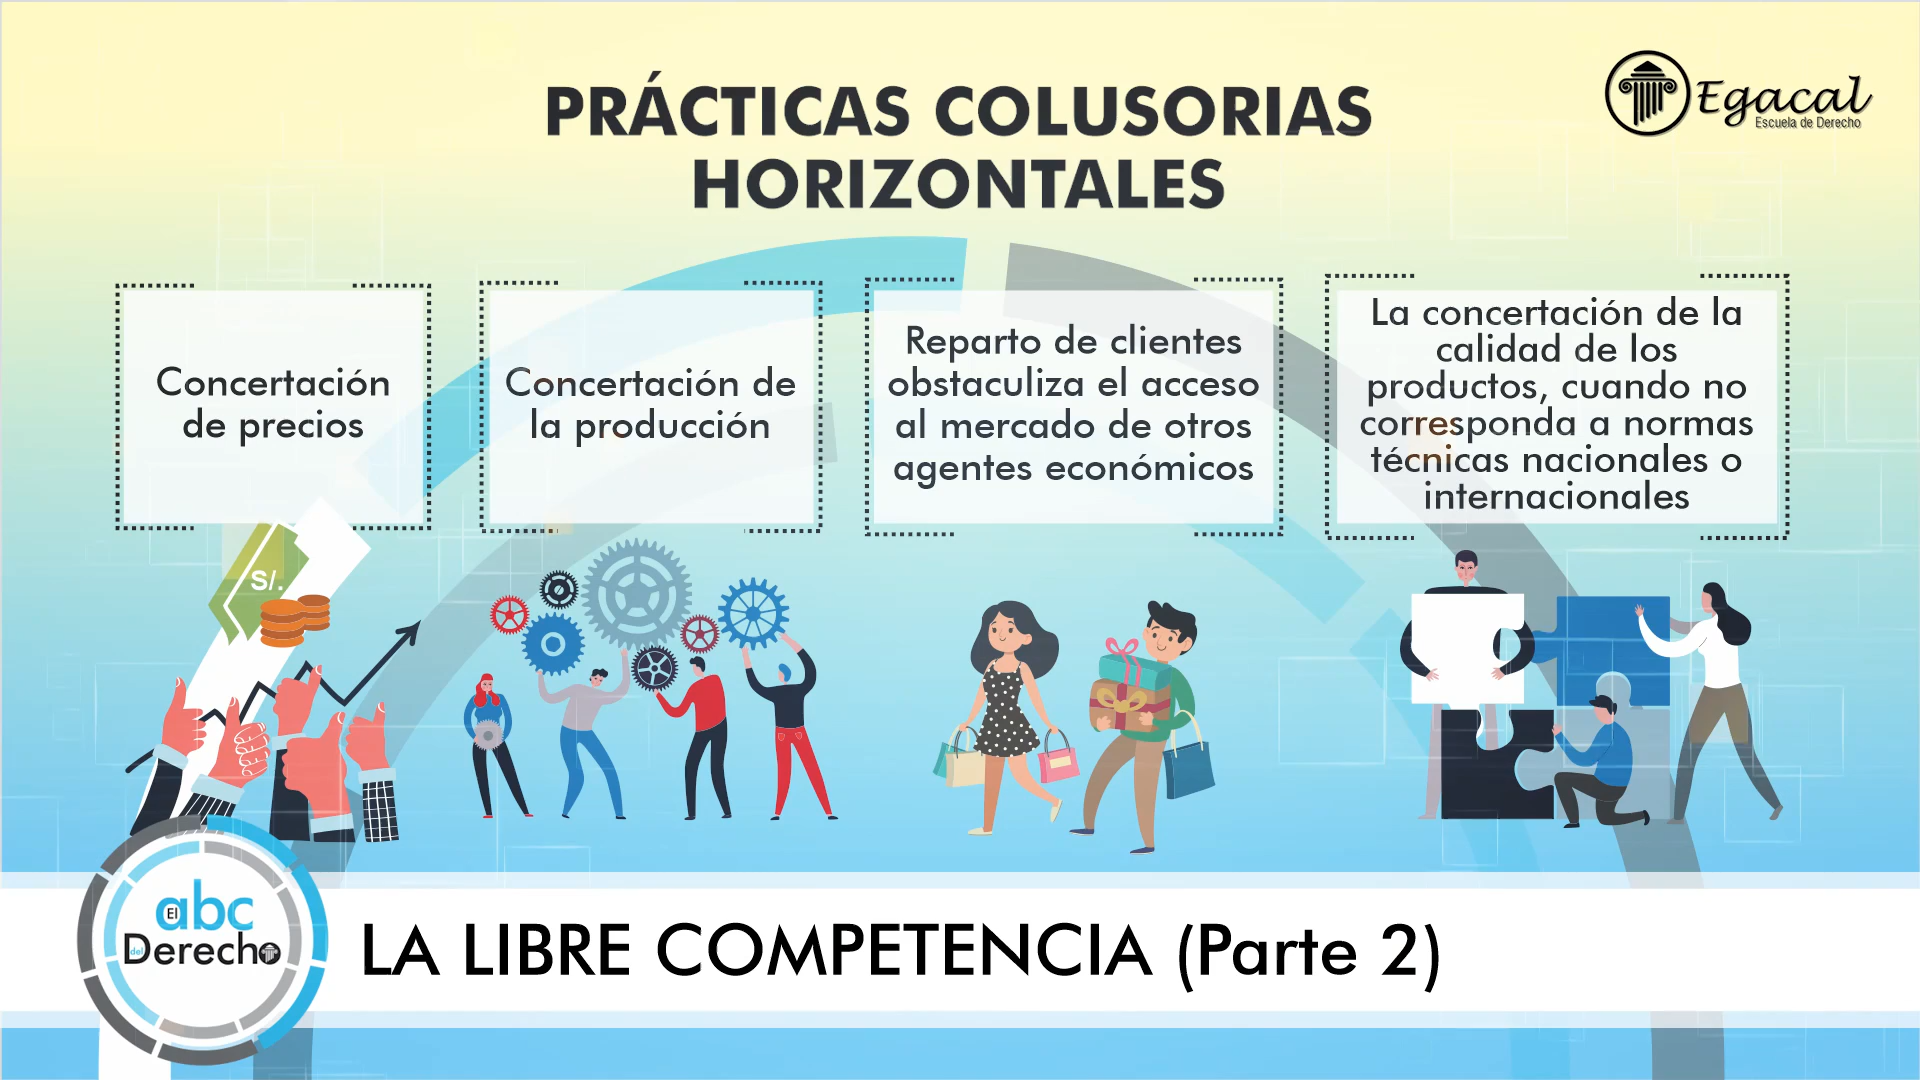 PRÁCTICAS COLUSORIAS
HORIZONTALES
Egacal
Escuela de Derecho
Concertación
de precios
Concertación de
la producción
Reparto de clientes
obstaculiza el acceso
al mercado de otros
agentes económicos
La concertación de la
calidad de los
productos, cuando no
corresponda a normas
técnicas nacionales o
internacionales
S/.
El abc
del Derecho
LA LIBRE COMPETENCIA (Parte 2)